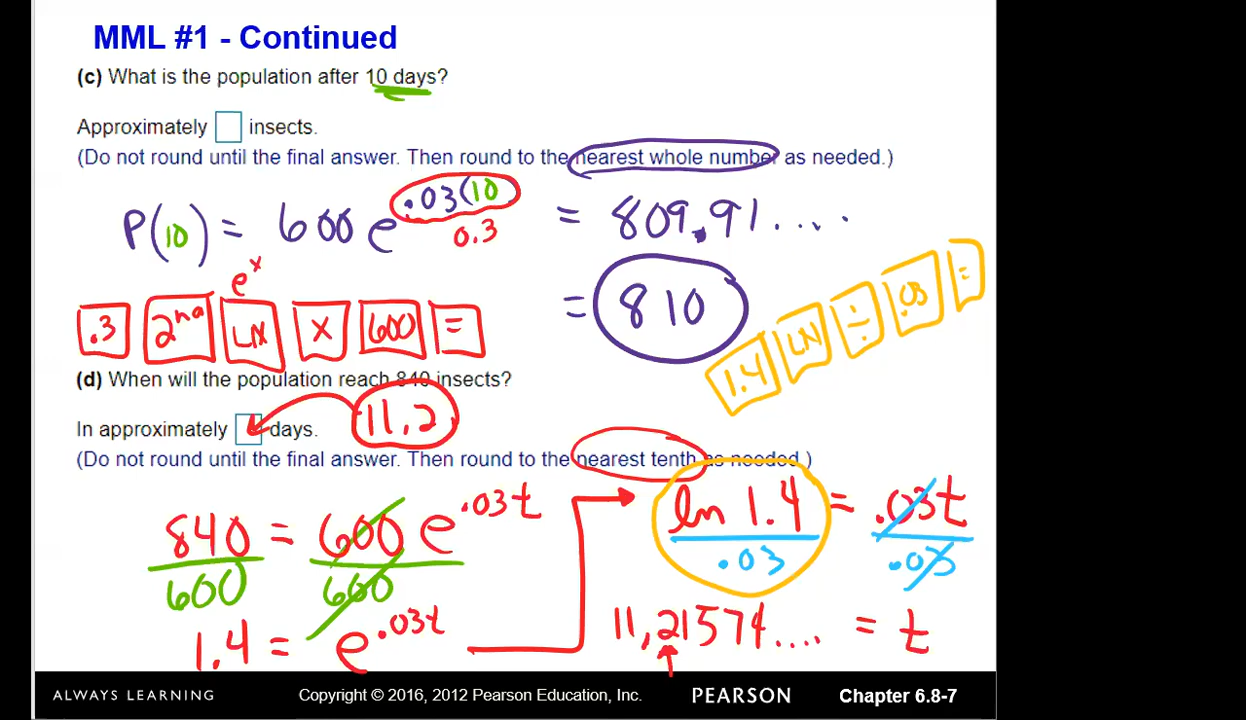 MML #1 - Continued
(c) What is the population after 10 days?
Approximately insects.
(Do not round until the final answer. Then round to the nearest whole number as needed.)
P(10) = 600 e^.03(10 = 809.91....
0.3
e^x
= 810
.3 2nd LN X 600 =
1.4 LN ÷ .03 =
(d) When will the population reach 840 insects?
11,2
In approximately days.
(Do not round until the final answer. Then round to the nearest tenth as needed.)
840 = 600 e^.03t
600 600
ln 1.4 = .03t
.03 .03
1.4 = e^.03t
11,21574.... = t
ALWAYS LEARNING Copyright © 2016, 2012 Pearson Education, Inc. PEARSON Chapter 6.8-7